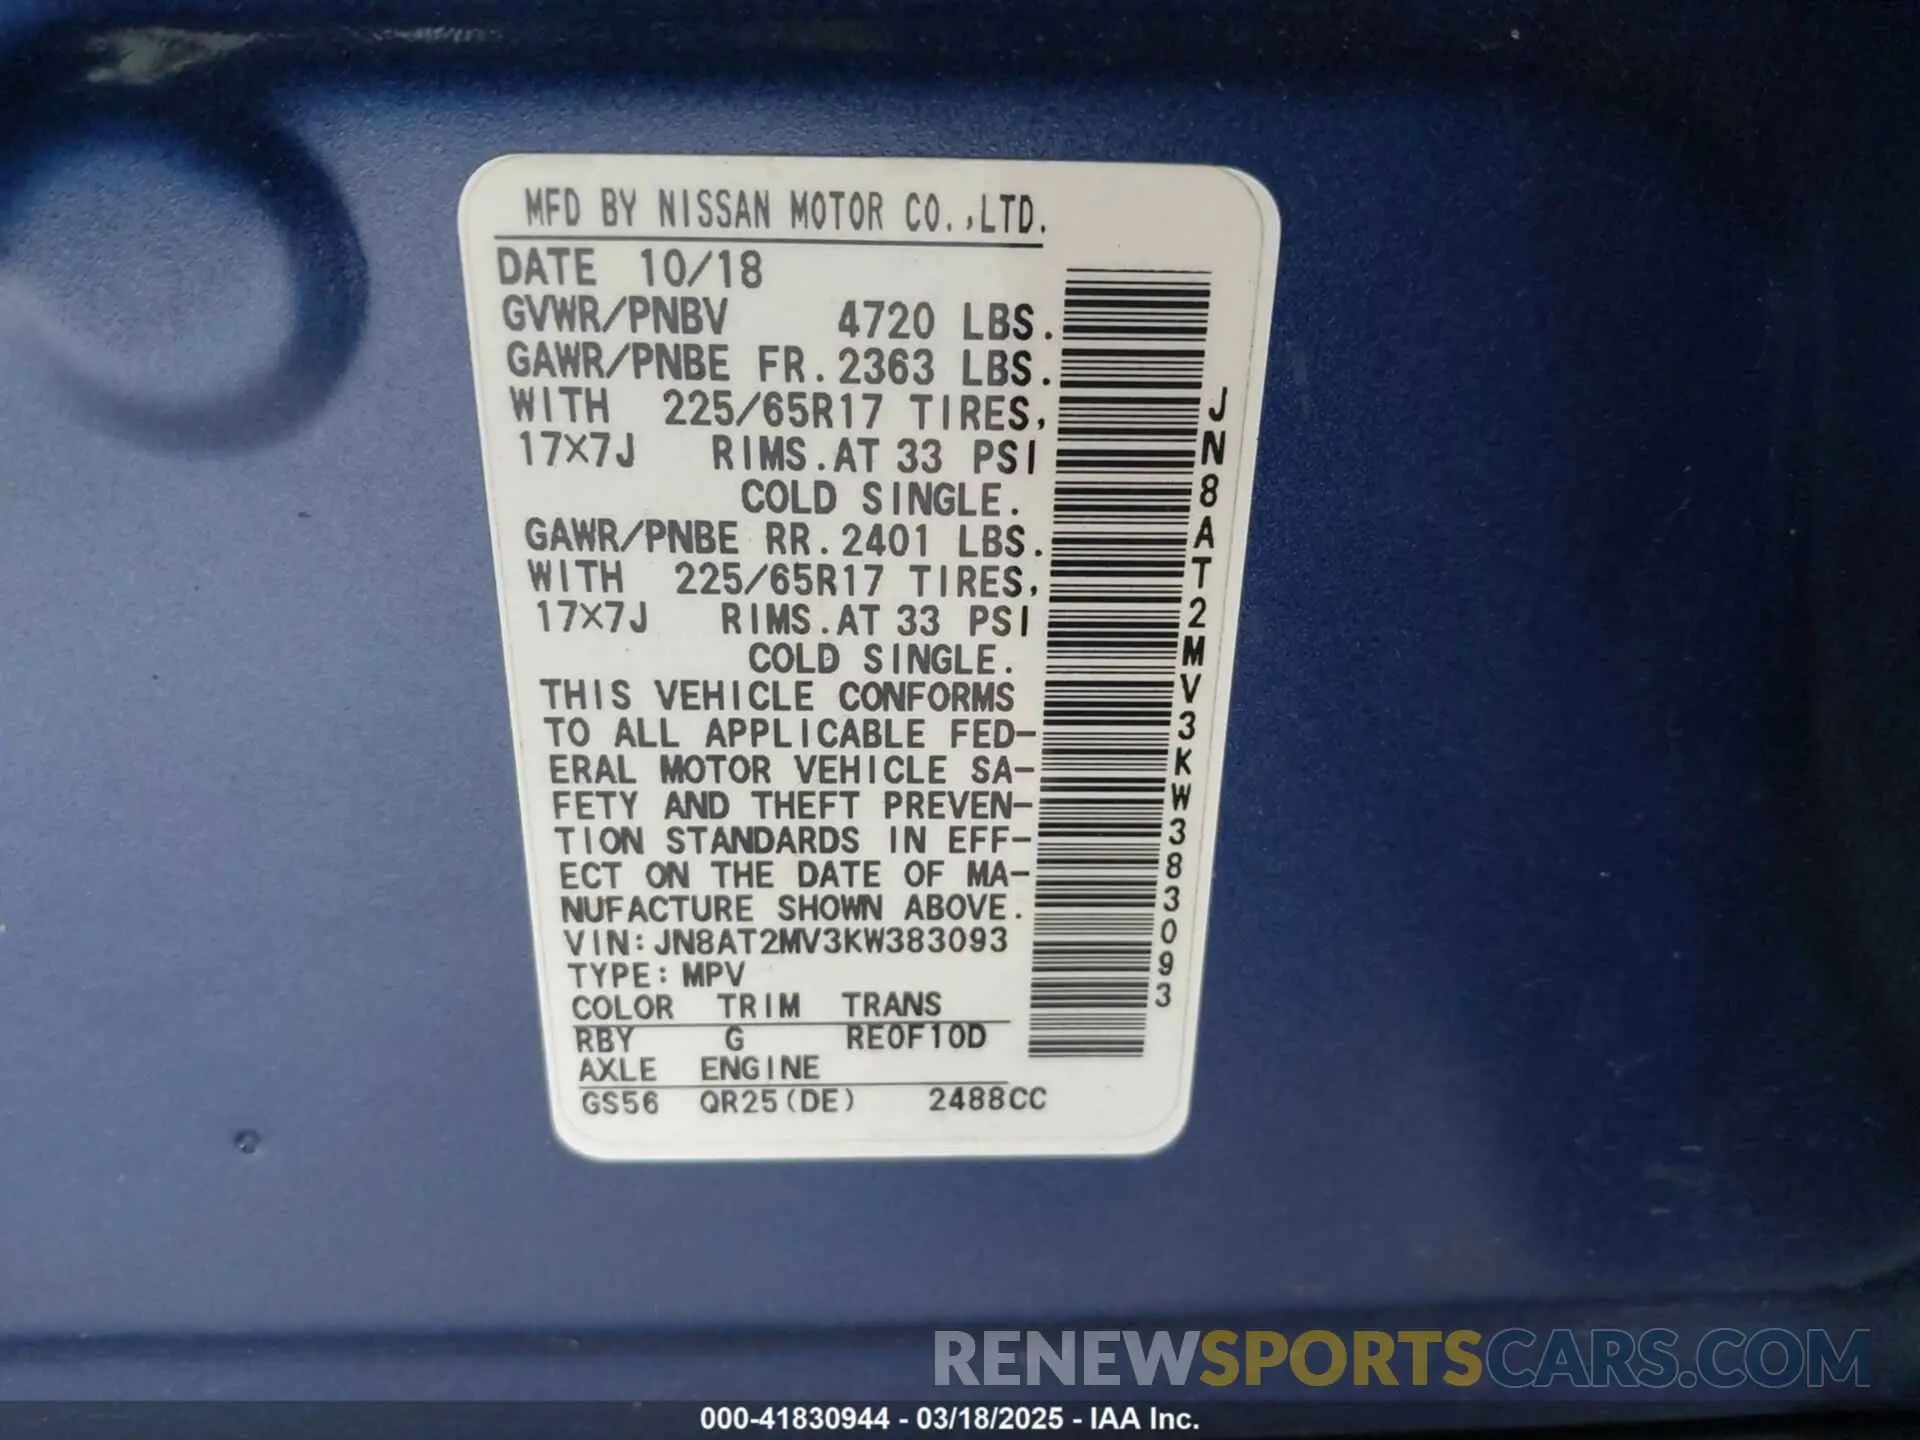 MFD BY NISSAN MOTOR CO.,LTD.
DATE 10/18
GVWR/PNBV 4720 LBS.
GAWR/PNBE FR. 2363 LBS.
WITH 225/65R17 TIRES,
17X7J RIMS. AT 33 PSI
COLD SINGLE.
GAWR/PNBE RR. 2401 LBS.
WITH 225/65R17 TIRES,
17X7J RIMS. AT 33 PSI
COLD SINGLE.
THIS VEHICLE CONFORMS
TO ALL APPLICABLE FED-
ERAL MOTOR VEHICLE SA-
FETY AND THEFT PREVEN-
TION STANDARDS IN EFF-
ECT ON THE DATE OF MA-
NUFACTURE SHOWN ABOVE.
VIN: JN8AT2MV3KW383093
TYPE: MPV
COLOR TRIM TRANS
RBY G RE0F10D
AXLE ENGINE
GS56 QR25(DE) 2488CC
JN8AT2MV3KW383093
RENEWSPORTSCARS.COM
000-41830944 - 03/18/2025 - IAA Inc.